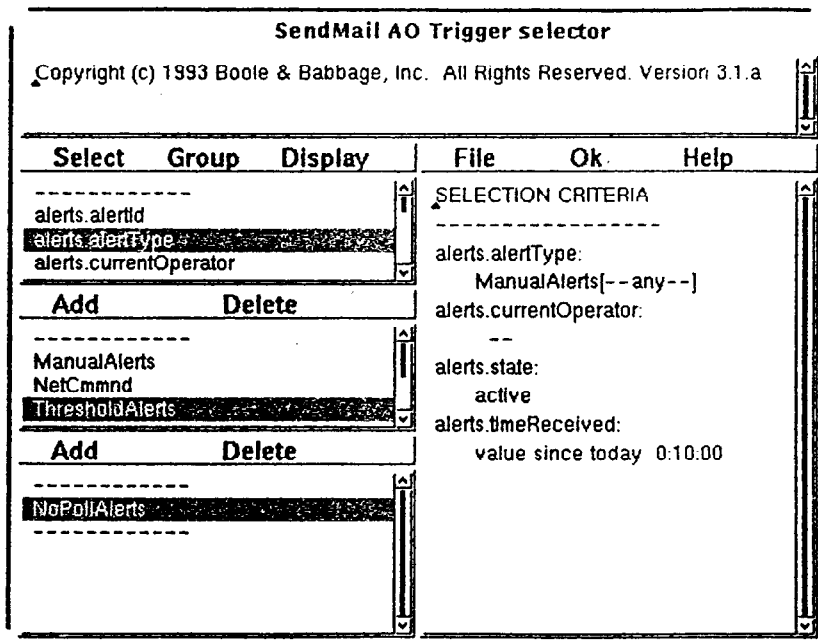 SendMail AO Trigger selector
Copyright (c) 1993 Boole & Babbage, Inc. All Rights Reserved. Version 3.1.a
Select Group Display
- - - - - - - - - - - - -
alerts.alertId
alerts.alertType
alerts.currentOperator
Add Delete
- - - - - - - - - - - - -
ManualAlerts
NetCmmnd
ThresholdAlerts
Add Delete
- - - - - - - - - - - - -
NoPollAlerts
- - - - - - - - - - - - -
File Ok Help
SELECTION CRITERIA
- - - - - - - - - - - - - - - - - - -
alerts.alertType:
ManualAlerts[--any--]
alerts.currentOperator:
--
alerts.state:
active
alerts.timeReceived:
value since today 0:10:00